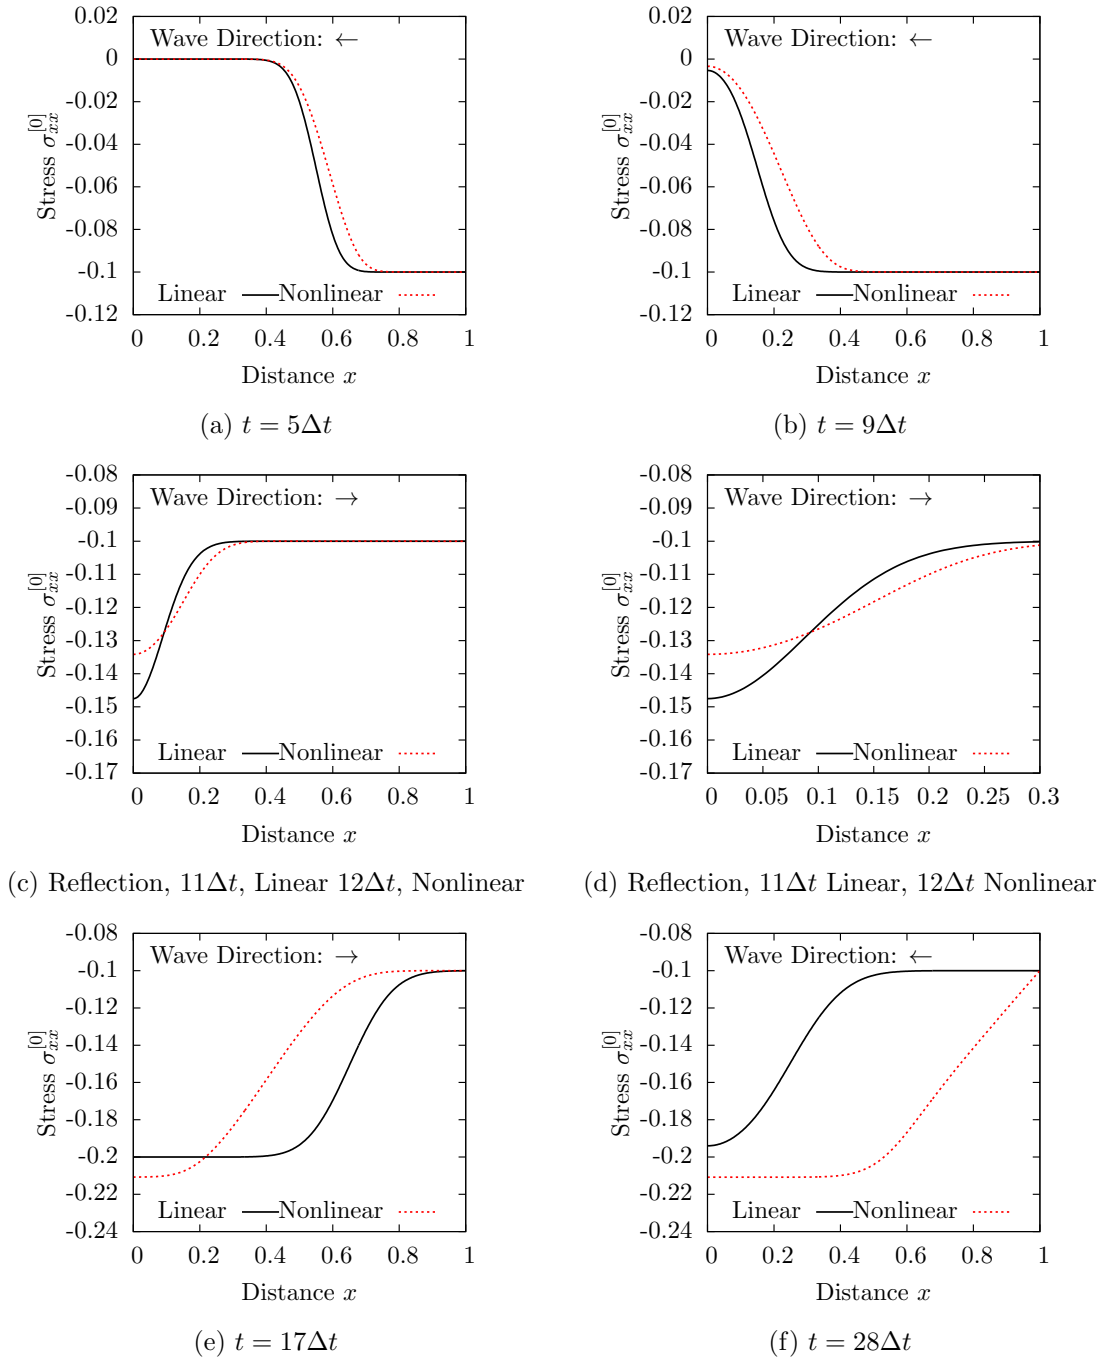 0.02
0
-0.02
-0.04
-0.06
-0.08
-0.1
-0.12
Stress σ_{xx}^{[0]}
Wave Direction: ←
Linear
Nonlinear
0 0.2 0.4 0.6 0.8 1
Distance x
(a) t = 5Δt
0.02
0
-0.02
-0.04
-0.06
-0.08
-0.1
-0.12
Stress σ_{xx}^{[0]}
Wave Direction: ←
Linear
Nonlinear
0 0.2 0.4 0.6 0.8 1
Distance x
(b) t = 9Δt
-0.08
-0.09
-0.1
-0.11
-0.12
-0.13
-0.14
-0.15
-0.16
-0.17
Stress σ_{xx}^{[0]}
Wave Direction: →
Linear
Nonlinear
0 0.2 0.4 0.6 0.8 1
Distance x
(c) Reflection, 11Δt, Linear 12Δt, Nonlinear
-0.08
-0.09
-0.1
-0.11
-0.12
-0.13
-0.14
-0.15
-0.16
-0.17
Stress σ_{xx}^{[0]}
Wave Direction: →
Linear
Nonlinear
0 0.05 0.1 0.15 0.2 0.25 0.3
Distance x
(d) Reflection, 11Δt Linear, 12Δt Nonlinear
-0.08
-0.1
-0.12
-0.14
-0.16
-0.18
-0.2
-0.22
-0.24
Stress σ_{xx}^{[0]}
Wave Direction: →
Linear
Nonlinear
0 0.2 0.4 0.6 0.8 1
Distance x
(e) t = 17Δt
-0.08
-0.1
-0.12
-0.14
-0.16
-0.18
-0.2
-0.22
-0.24
Stress σ_{xx}^{[0]}
Wave Direction: ←
Linear
Nonlinear
0 0.2 0.4 0.6 0.8 1
Distance x
(f) t = 28Δt